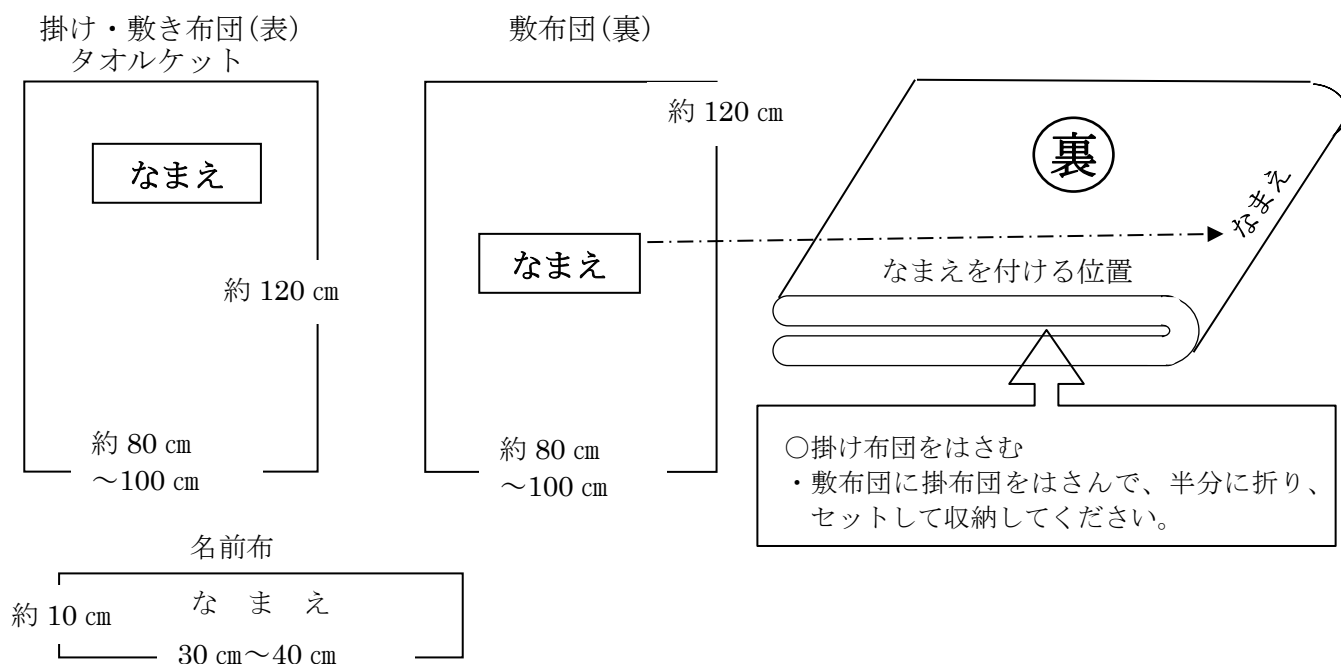 掛け・敷き布団(表)
タオルケット
なまえ
約 120 ㎝
約 80 ㎝
～100 ㎝
敷布団(裏)
約 120 ㎝
なまえ
約 80 ㎝
～100 ㎝
裏
なまえ
なまえを付ける位置
○掛け布団をはさむ
・敷布団に掛布団をはさんで、半分に折り、
セットして収納してください。
名前布
約 10 ㎝
な　ま　え
30 ㎝～40 ㎝